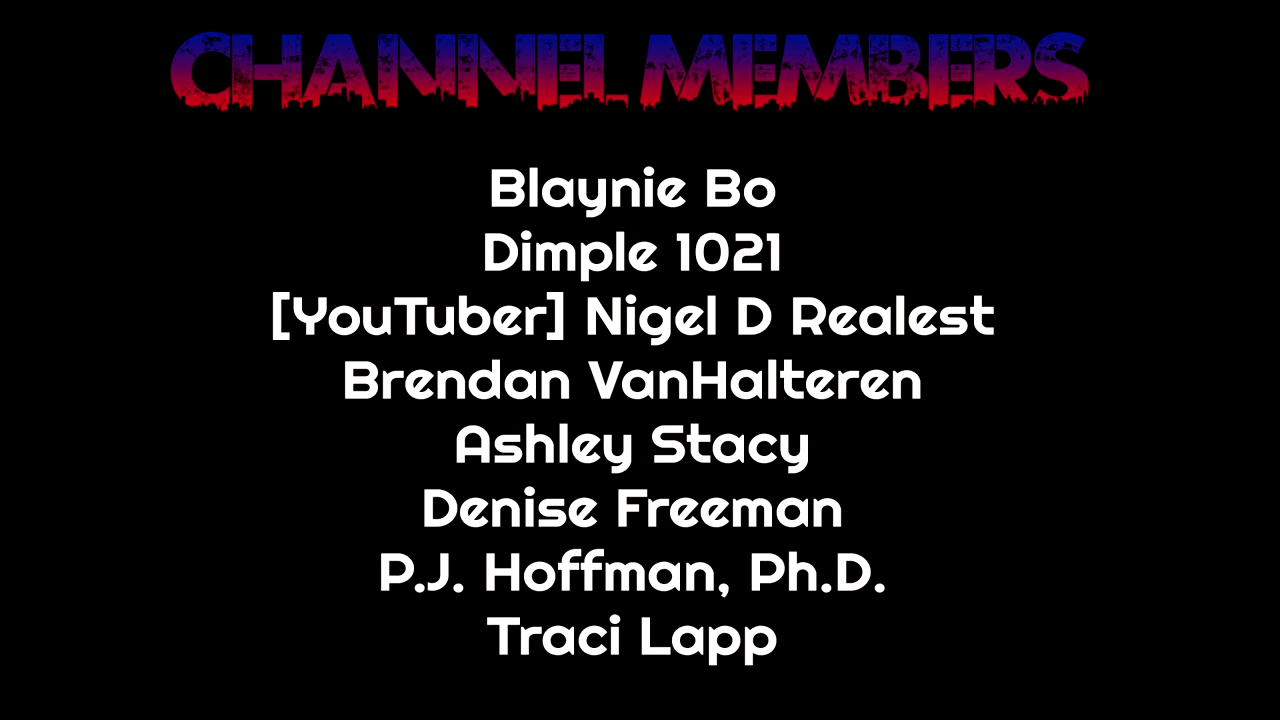 CHANNEL MEMBERS
Blaynie Bo
Dimple 1021
[YouTuber] Nigel D Realest
Brendan VanHalteren
Ashley Stacy
Denise Freeman
P.J. Hoffman, Ph.D.
Traci Lapp